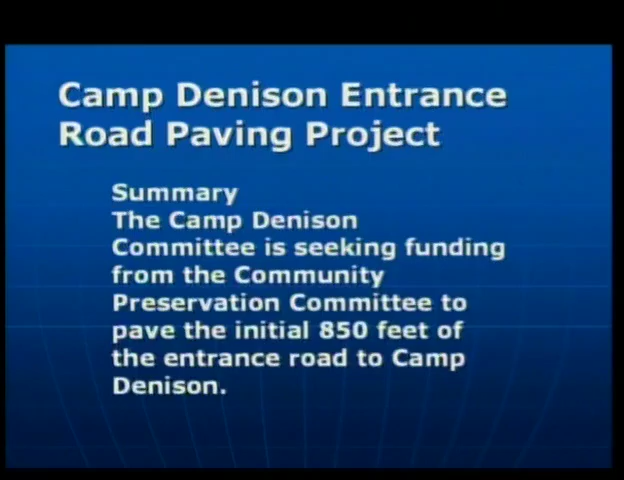 Camp Denison Entrance
Road Paving Project
Summary
The Camp Denison
Committee is seeking funding
from the Community
Preservation Committee to
pave the initial 850 feet of
the entrance road to Camp
Denison.